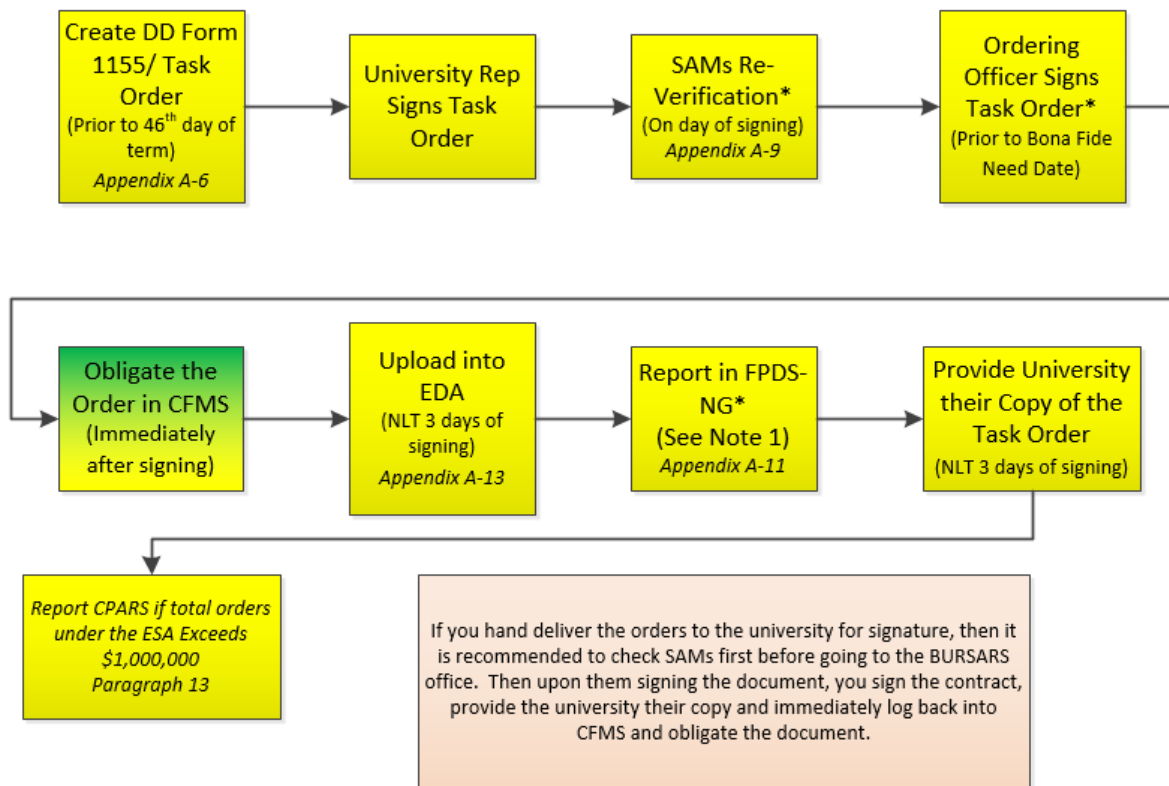 Create DD Form
1155/ Task
Order
(Prior to 46th day of
term)
Appendix A-6
University Rep
Signs Task
Order
SAMs Re-
Verification*
(On day of signing)
Appendix A-9
Ordering
Officer Signs
Task Order*
(Prior to Bona Fide
Need Date)
Obligate the
Order in CFMS
(Immediately
after signing)
Upload into
EDA
(NLT 3 days of
signing)
Appendix A-13
Report in FPDS-
NG*
(See Note 1)
Appendix A-11
Provide University
their Copy of the
Task Order
(NLT 3 days of signing)
Report CPARS if total orders
under the ESA Exceeds
$1,000,000
Paragraph 13
If you hand deliver the orders to the university for signature, then it
is recommended to check SAMs first before going to the BURSARS
office.  Then upon them signing the document, you sign the contract,
provide the university their copy and immediately log back into
CFMS and obligate the document.